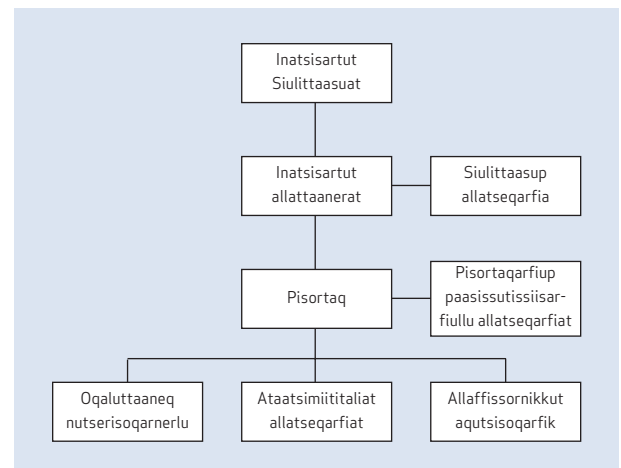 Inatsisartut
Siulittaasuat
Inatsisartut
allattaanerat
Siulittaasup
allatseqarfia
Pisortaq
Pisortaqarfiup
paasissutissiisar-
fiullu allatseqarfiat
Oqaluttaaneq
nutserisoqarnerlu
Ataatsimiititaliat
allatseqarfiat
Allaffissornikkut
aqutsisoqarfik